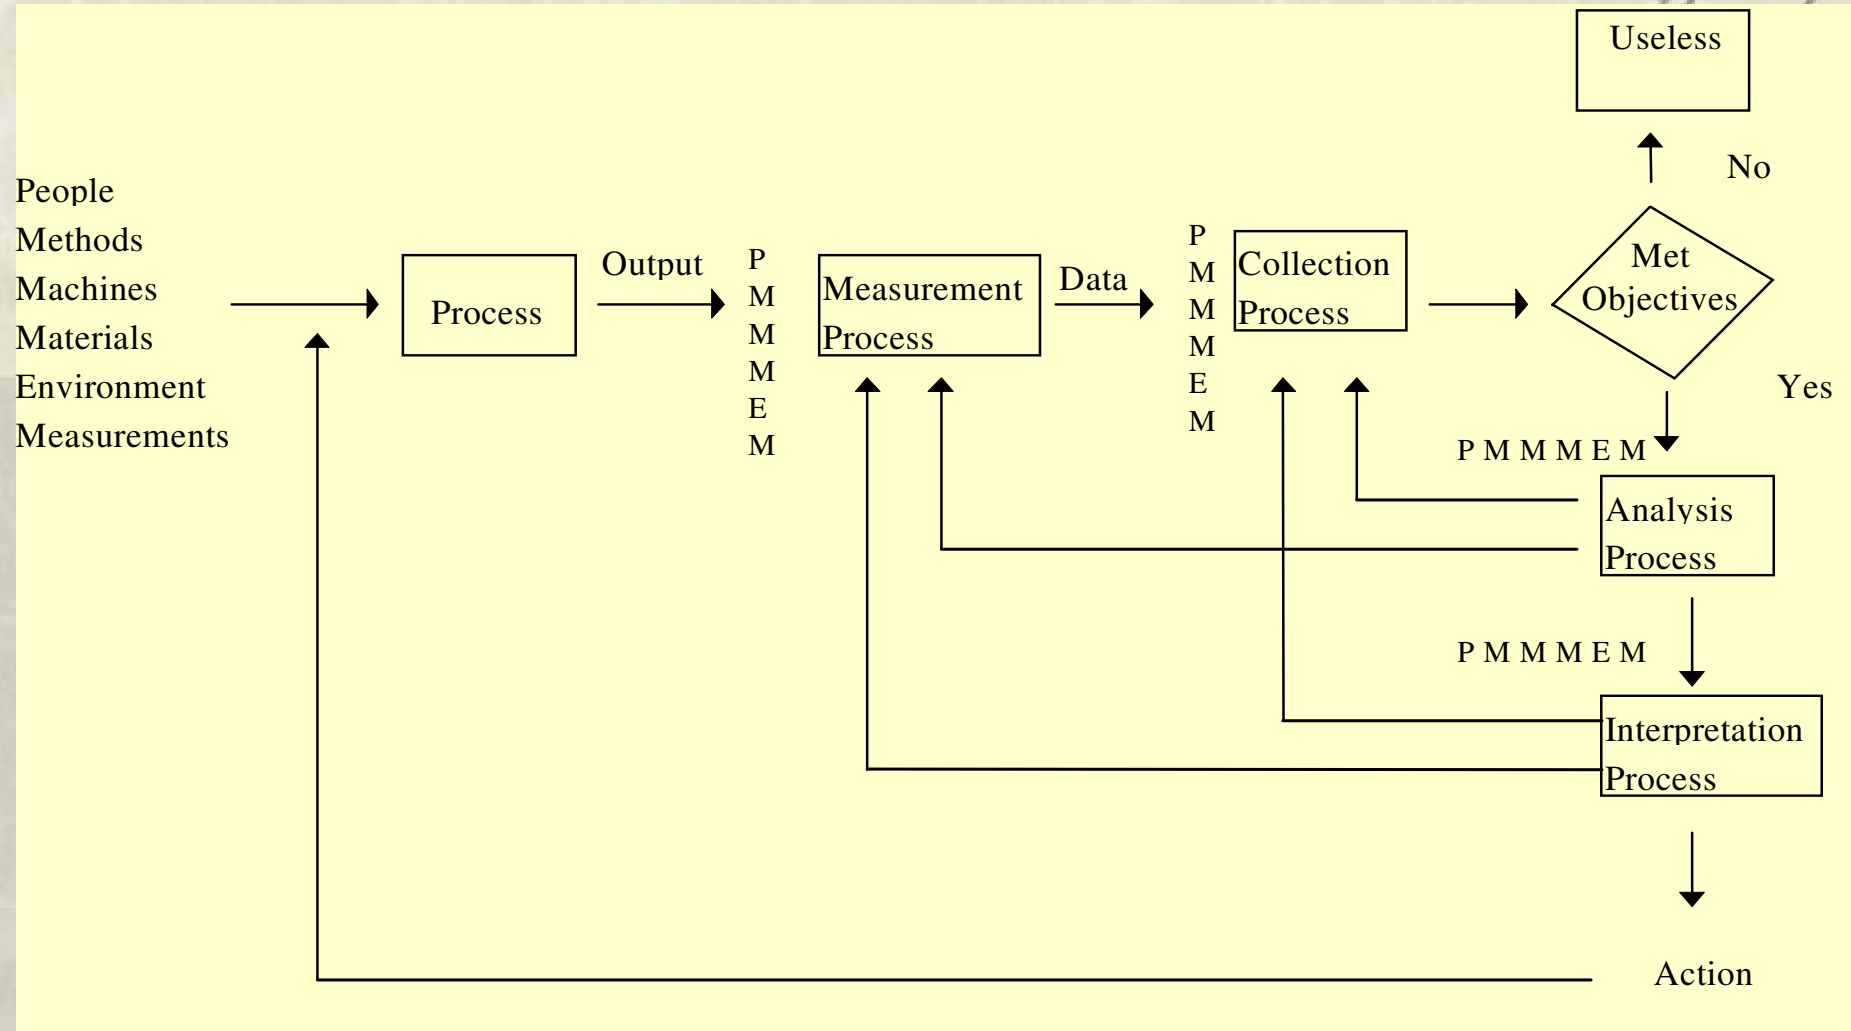 People
Methods
Machines
Materials
Environment
Measurements
Process
Output
P
M
M
M
E
M
Measurement
Process
Data
P
M
M
M
E
M
Collection
Process
Met
Objectives
No
Useless
Yes
P M M M E M
Analysis
Process
P M M M E M
Interpretation
Process
Action